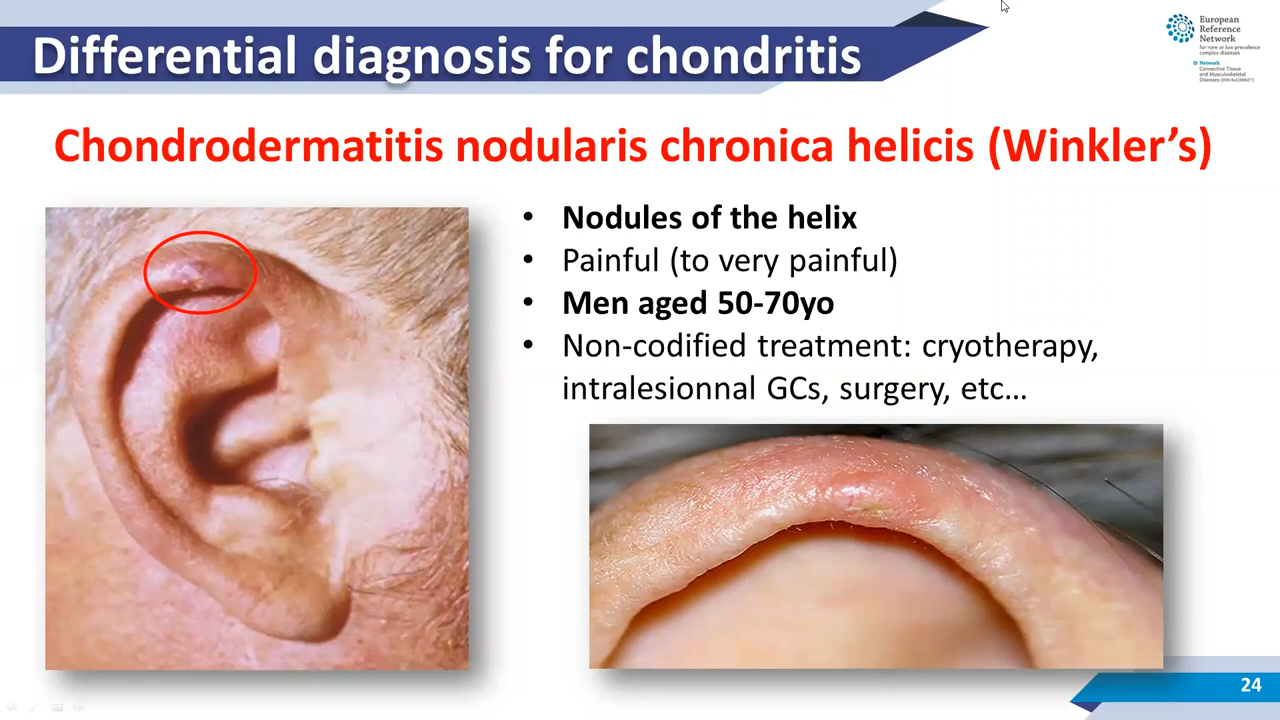 Differential diagnosis for chondritis
European
Reference
Network
for rare or low prevalence
complex diseases
Network
Connective Tissue
and Musculoskeletal
Diseases (ERN ReCONNET)
Chondrodermatitis nodularis chronica helicis (Winkler's)
• Nodules of the helix
• Painful (to very painful)
• Men aged 50-70yo
• Non-codified treatment: cryotherapy,
intralesionnal GCs, surgery, etc…
24